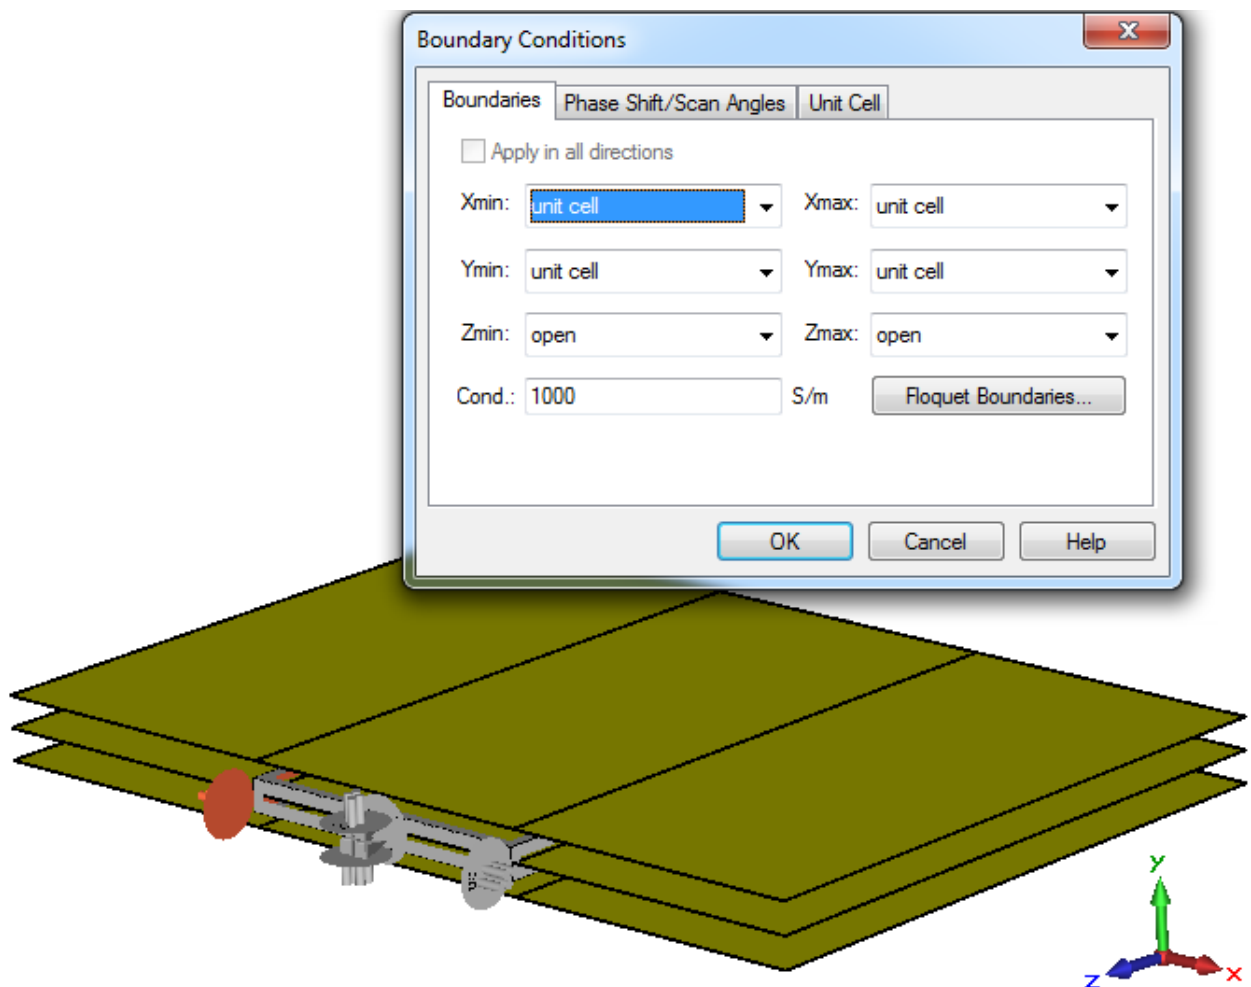 Boundary Conditions
Boundaries Phase Shift/Scan Angles Unit Cell
Apply in all directions
Xmin: unit cell Xmax: unit cell
Ymin: unit cell Ymax: unit cell
Zmin: open Zmax: open
Cond.: 1000 S/m Floquet Boundaries...
OK Cancel Help
y
z x